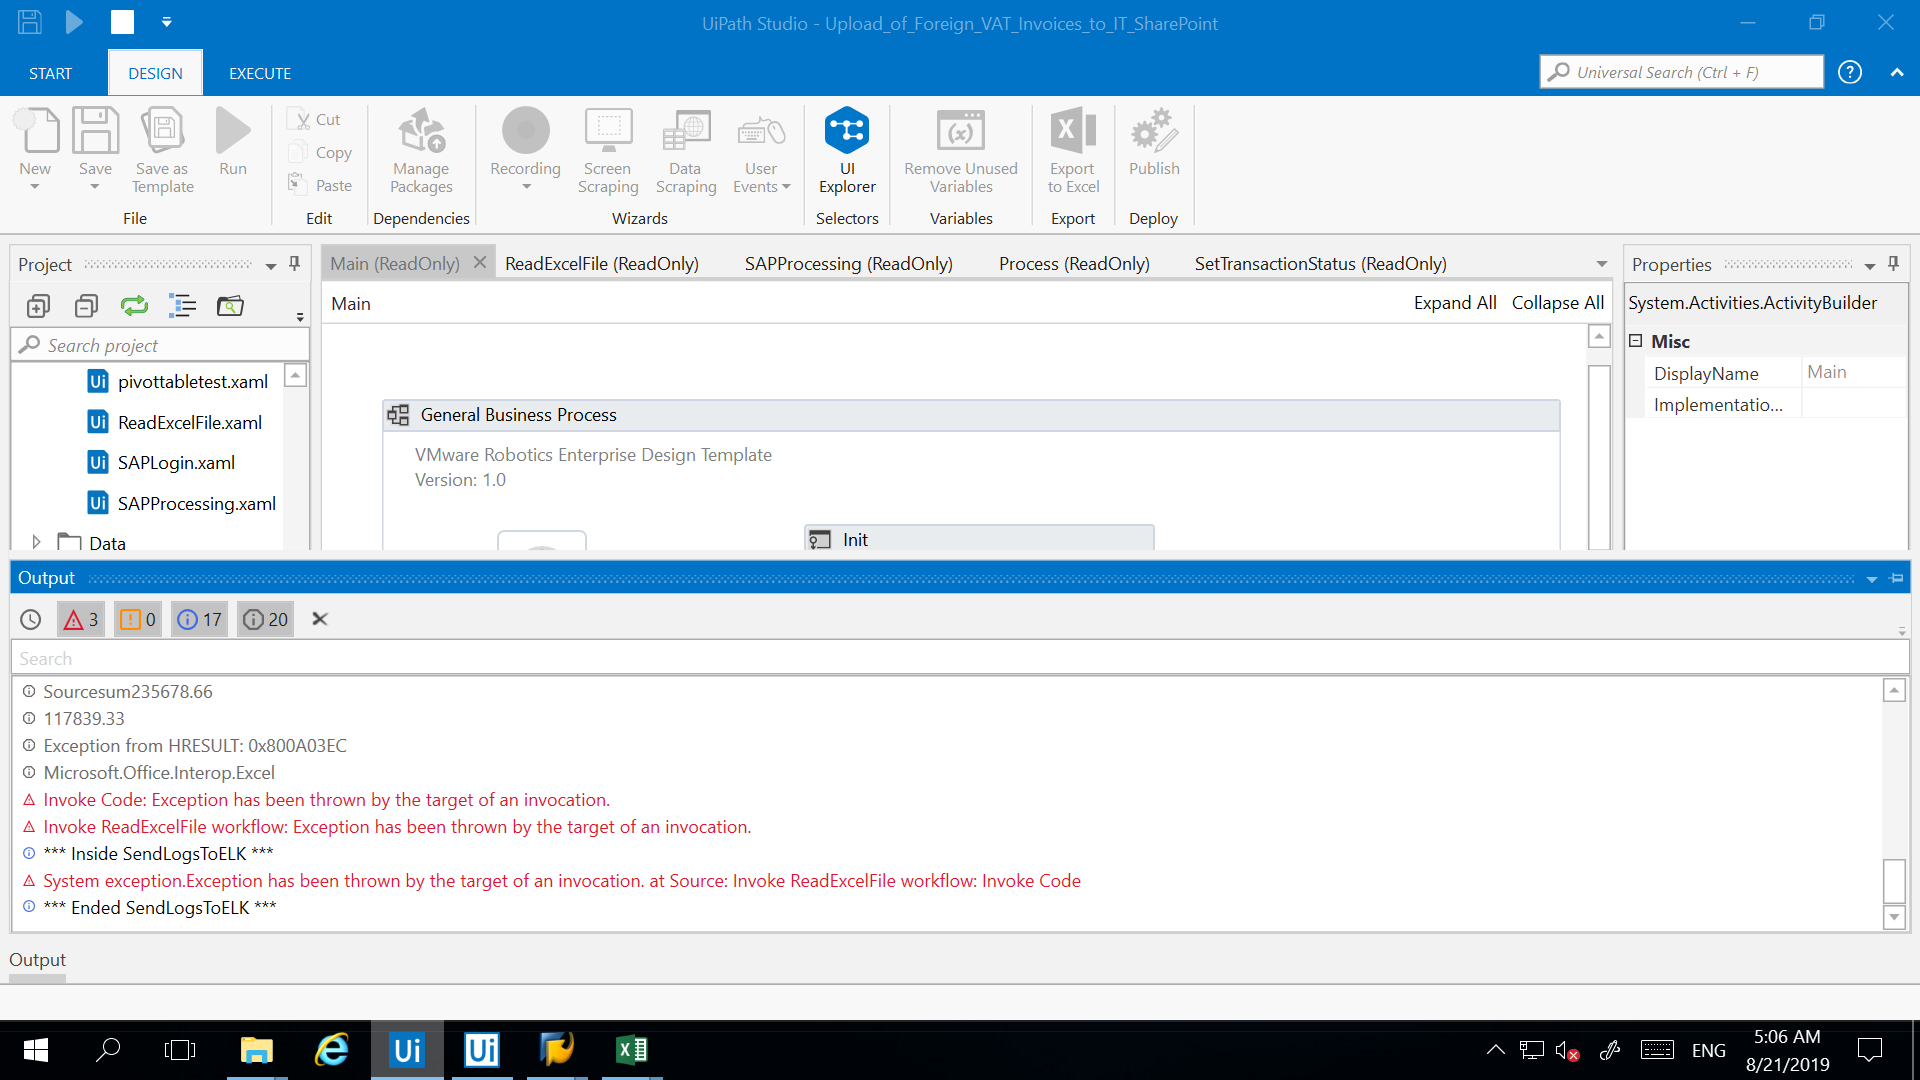 UiPath Studio - Upload_of_Foreign_VAT_Invoices_to_IT_SharePoint
START
DESIGN
EXECUTE
Universal Search (Ctrl + F)
?
New
Save
Save as
Template
Run
File
Cut
Copy
Paste
Edit
Manage
Packages
Dependencies
Recording
Screen
Scraping
Data
Scraping
User
Events
Wizards
UI
Explorer
Selectors
Remove Unused
Variables
Variables
Export
to Excel
Export
Publish
Deploy
Project
Search project
Ui pivottabletest.xaml
Ui ReadExcelFile.xaml
Ui SAPLogin.xaml
Ui SAPProcessing.xaml
Data
Main (ReadOnly)
ReadExcelFile (ReadOnly)
SAPProcessing (ReadOnly)
Process (ReadOnly)
SetTransactionStatus (ReadOnly)
Main
Expand All
Collapse All
General Business Process
VMware Robotics Enterprise Design Template
Version: 1.0
Init
Properties
System.Activities.ActivityBuilder
Misc
DisplayName Main
Implementatio...
Output
3
0
17
20
Search
Sourcesum235678.66
117839.33
Exception from HRESULT: 0x800A03EC
Microsoft.Office.Interop.Excel
Invoke Code: Exception has been thrown by the target of an invocation.
Invoke ReadExcelFile workflow: Exception has been thrown by the target of an invocation.
*** Inside SendLogsToELK ***
System exception.Exception has been thrown by the target of an invocation. at Source: Invoke ReadExcelFile workflow: Invoke Code
*** Ended SendLogsToELK ***
Output
Ui
Ui
ENG
5:06 AM
8/21/2019